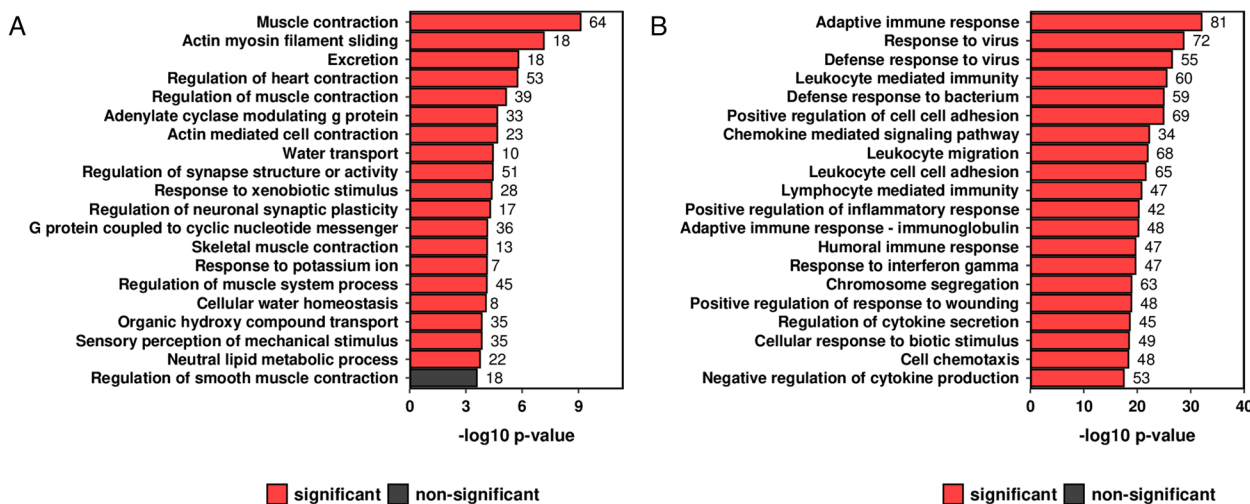 A
Muscle contraction 64
Actin myosin filament sliding 18
Excretion 18
Regulation of heart contraction 53
Regulation of muscle contraction 39
Adenylate cyclase modulating g protein 33
Actin mediated cell contraction 23
Water transport 10
Regulation of synapse structure or activity 51
Response to xenobiotic stimulus 28
Regulation of neuronal synaptic plasticity 17
G protein coupled to cyclic nucleotide messenger 36
Skeletal muscle contraction 13
Response to potassium ion 7
Regulation of muscle system process 45
Cellular water homeostasis 8
Organic hydroxy compound transport 35
Sensory perception of mechanical stimulus 35
Neutral lipid metabolic process 22
Regulation of smooth muscle contraction 18
0 3 6 9
-log10 p-value
significant non-significant
B
Adaptive immune response 81
Response to virus 72
Defense response to virus 55
Leukocyte mediated immunity 60
Defense response to bacterium 59
Positive regulation of cell cell adhesion 69
Chemokine mediated signaling pathway 34
Leukocyte migration 68
Leukocyte cell cell adhesion 65
Lymphocyte mediated immunity 47
Positive regulation of inflammatory response 42
Adaptive immune response - immunoglobulin 48
Humoral immune response 47
Response to interferon gamma 47
Chromosome segregation 63
Positive regulation of response to wounding 48
Regulation of cytokine secretion 45
Cellular response to biotic stimulus 49
Cell chemotaxis 48
Negative regulation of cytokine production 53
0 10 20 30 40
-log10 p-value
significant non-significant